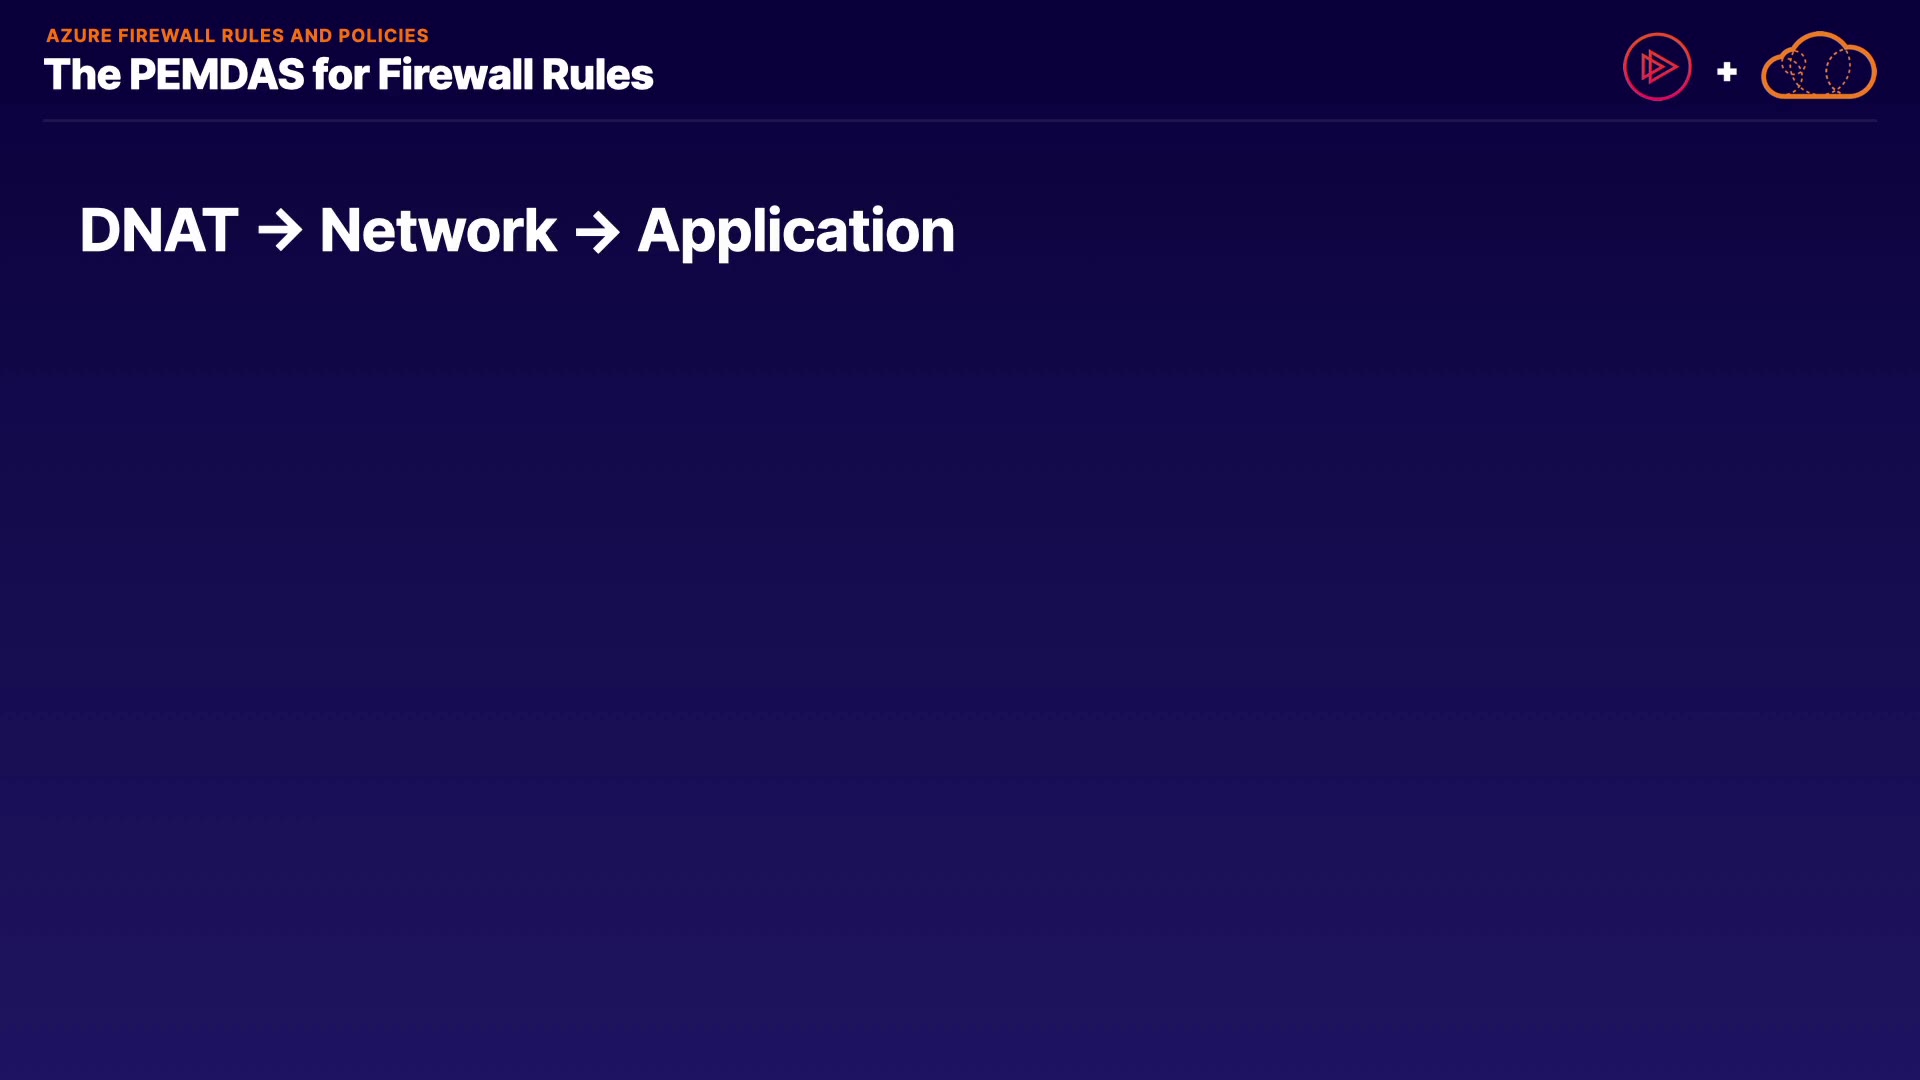 AZURE FIREWALL RULES AND POLICIES
The PEMDAS for Firewall Rules
+
DNAT → Network → Application